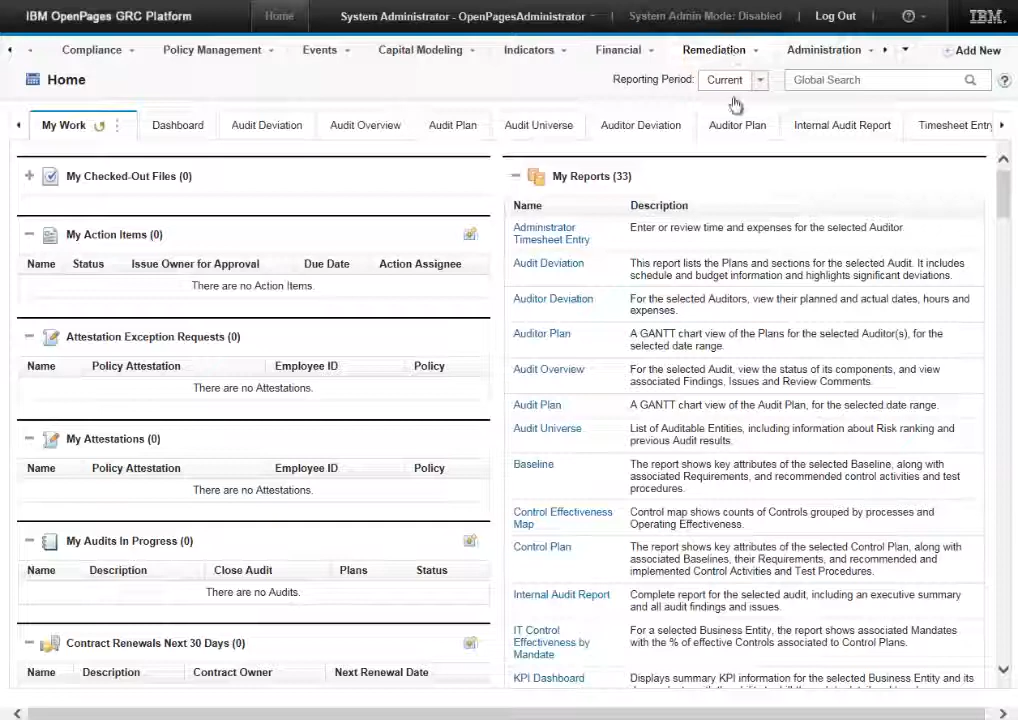 IBM OpenPages GRC Platform
Home
System Administrator - OpenPagesAdministrator
System Admin Mode: Disabled
Log Out
IBM.
Compliance
Policy Management
Events
Capital Modeling
Indicators
Financial
Remediation
Administration
Add New
Home
Reporting Period:
Current
Global Search
My Work
Dashboard
Audit Deviation
Audit Overview
Audit Plan
Audit Universe
Auditor Deviation
Auditor Plan
Internal Audit Report
Timesheet Entry
My Checked-Out Files (0)
My Action Items (0)
Name Status Issue Owner for Approval Due Date Action Assignee
There are no Action Items.
Attestation Exception Requests (0)
Name Policy Attestation Employee ID Policy
There are no Attestations.
My Attestations (0)
Name Policy Attestation Employee ID Policy
There are no Attestations.
My Audits In Progress (0)
Name Description Close Audit Plans Status
There are no Audits.
Contract Renewals Next 30 Days (0)
Name Description Contract Owner Next Renewal Date
My Reports (33)
Name Description
Administrator
Timesheet Entry
Enter or review time and expenses for the selected Auditor
Audit Deviation
This report lists the Plans and sections for the selected Audit. It includes
schedule and budget information and highlights significant deviations.
Auditor Deviation
For the selected Auditors, view their planned and actual dates, hours and
expenses.
Auditor Plan
A GANTT chart view of the Plans for the selected Auditor(s), for the
selected date range.
Audit Overview
For the selected Audit, view the status of its components, and view
associated Findings, Issues and Review Comments.
Audit Plan
A GANTT chart view of the Audit Plan, for the selected date range.
Audit Universe
List of Auditable Entities, including information about Risk ranking and
previous Audit results.
Baseline
The report shows key attributes of the selected Baseline, along with
associated Requirements, and recommended control activities and test
procedures.
Control Effectiveness
Map
Control map shows counts of Controls grouped by processes and
Operating Effectiveness.
Control Plan
The report shows key attributes of the selected Control Plan, along with
associated Baselines, their Requirements, and recommended and
implemented Control Activities and Test Procedures.
Internal Audit Report
Complete report for the selected audit, including an executive summary
and all audit findings and issues.
IT Control
Effectiveness by
Mandate
For a selected Business Entity, the report shows associated Mandates
with the % of effective Controls associated to Control Plans.
KPI Dashboard
Displays summary KPI information for the selected Business Entity and its